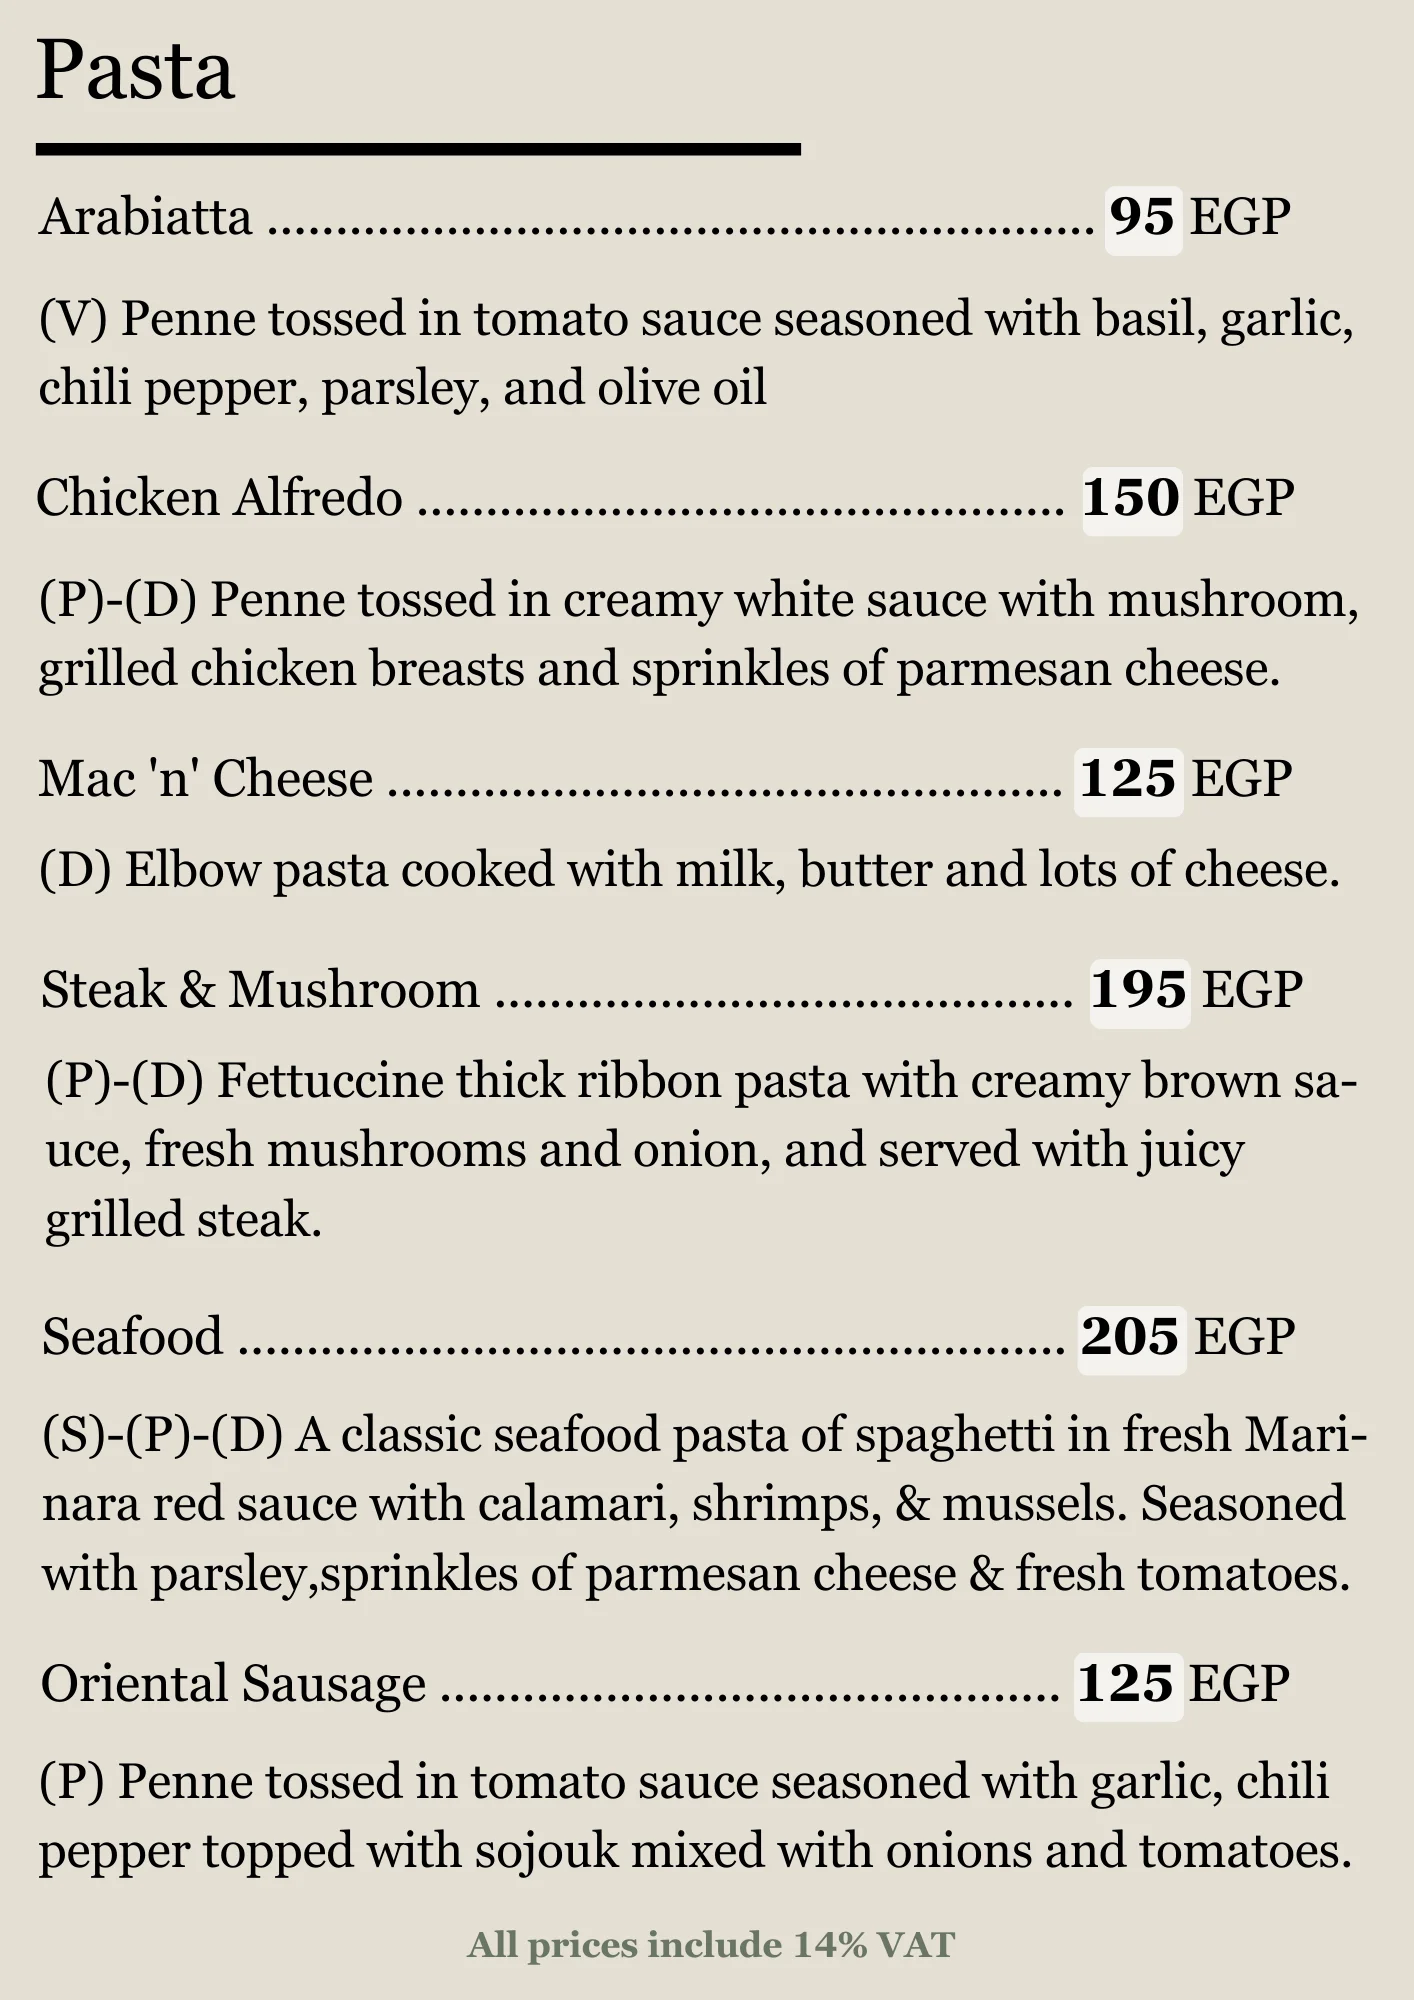 Pasta
Arabiatta ............................................................ 95 EGP
(V) Penne tossed in tomato sauce seasoned with basil, garlic,
chili pepper, parsley, and olive oil
Chicken Alfredo ............................................... 150 EGP
(P)-(D) Penne tossed in creamy white sauce with mushroom,
grilled chicken breasts and sprinkles of parmesan cheese.
Mac 'n' Cheese ................................................. 125 EGP
(D) Elbow pasta cooked with milk, butter and lots of cheese.
Steak & Mushroom .......................................... 195 EGP
(P)-(D) Fettuccine thick ribbon pasta with creamy brown sa-
uce, fresh mushrooms and onion, and served with juicy
grilled steak.
Seafood ............................................................ 205 EGP
(S)-(P)-(D) A classic seafood pasta of spaghetti in fresh Mari-
nara red sauce with calamari, shrimps, & mussels. Seasoned
with parsley,sprinkles of parmesan cheese & fresh tomatoes.
Oriental Sausage ............................................. 125 EGP
(P) Penne tossed in tomato sauce seasoned with garlic, chili
pepper topped with sojouk mixed with onions and tomatoes.
All prices include 14% VAT